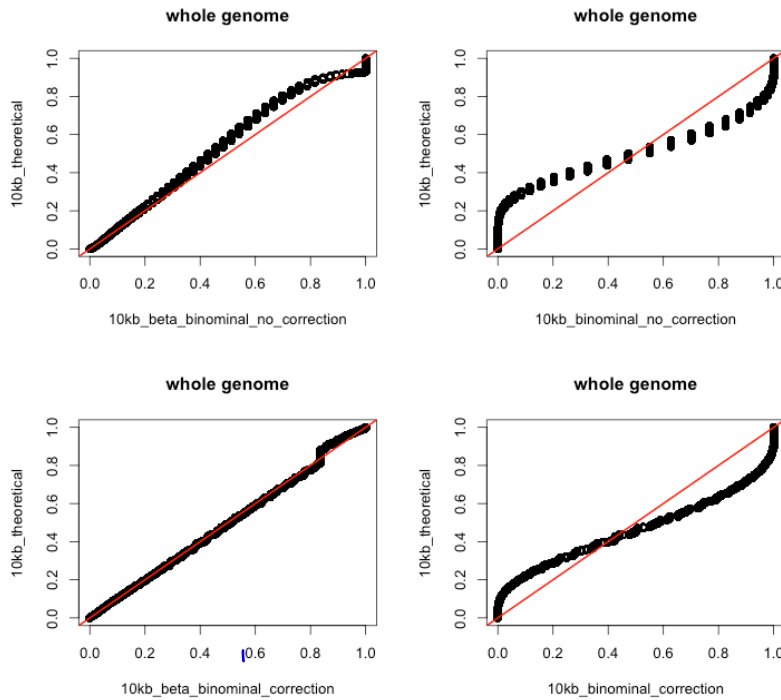 whole genome
10kb_theoretical
0.0 0.2 0.4 0.6 0.8 1.0
0.0 0.2 0.4 0.6 0.8 1.0
10kb_beta_binominal_no_correction
whole genome
10kb_theoretical
0.0 0.2 0.4 0.6 0.8 1.0
0.0 0.2 0.4 0.6 0.8 1.0
10kb_binominal_no_correction
whole genome
10kb_theoretical
0.0 0.2 0.4 0.6 0.8 1.0
0.0 0.2 0.4 0.6 0.8 1.0
10kb_beta_binominal_correction
whole genome
10kb_theoretical
0.0 0.2 0.4 0.6 0.8 1.0
0.0 0.2 0.4 0.6 0.8 1.0
10kb_binominal_correction